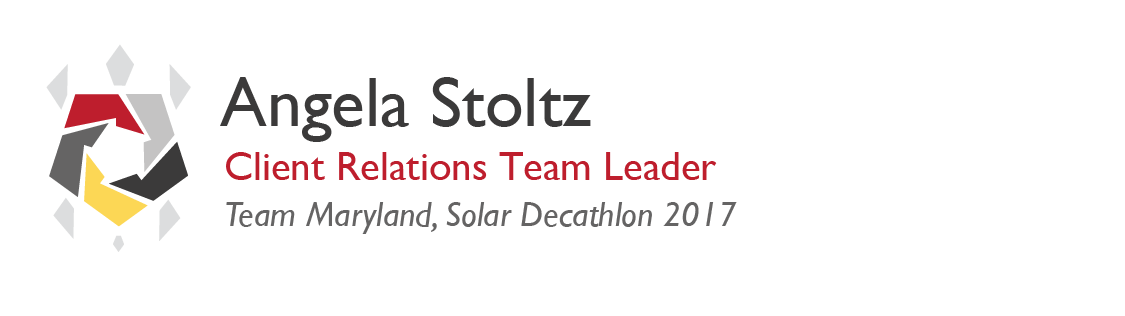 Angela Stoltz
Client Relations Team Leader
Team Maryland, Solar Decathlon 2017